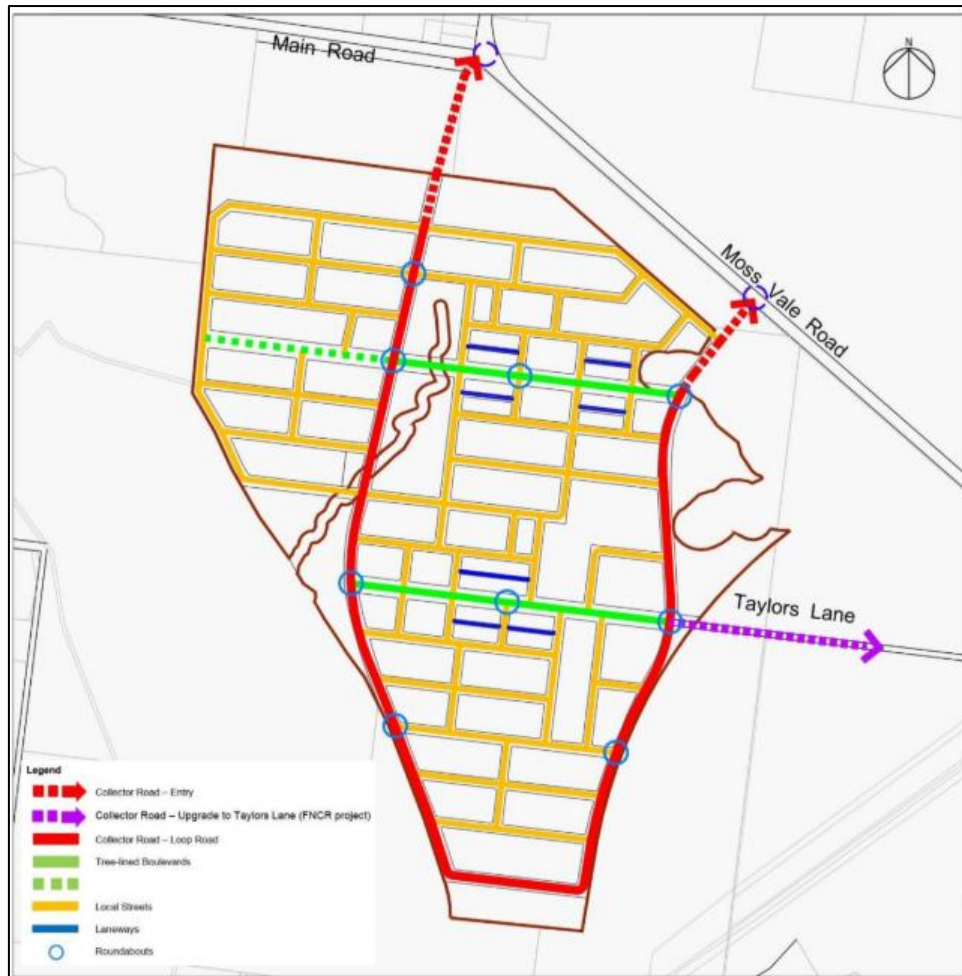 Main Road
N
Moss Vale Road
Taylors Lane
Legend
Collector Road – Entry
Collector Road – Upgrade to Taylors Lane (FNCR project)
Collector Road – Loop Road
Tree-lined Boulevards
Local Streets
Laneways
Roundabouts